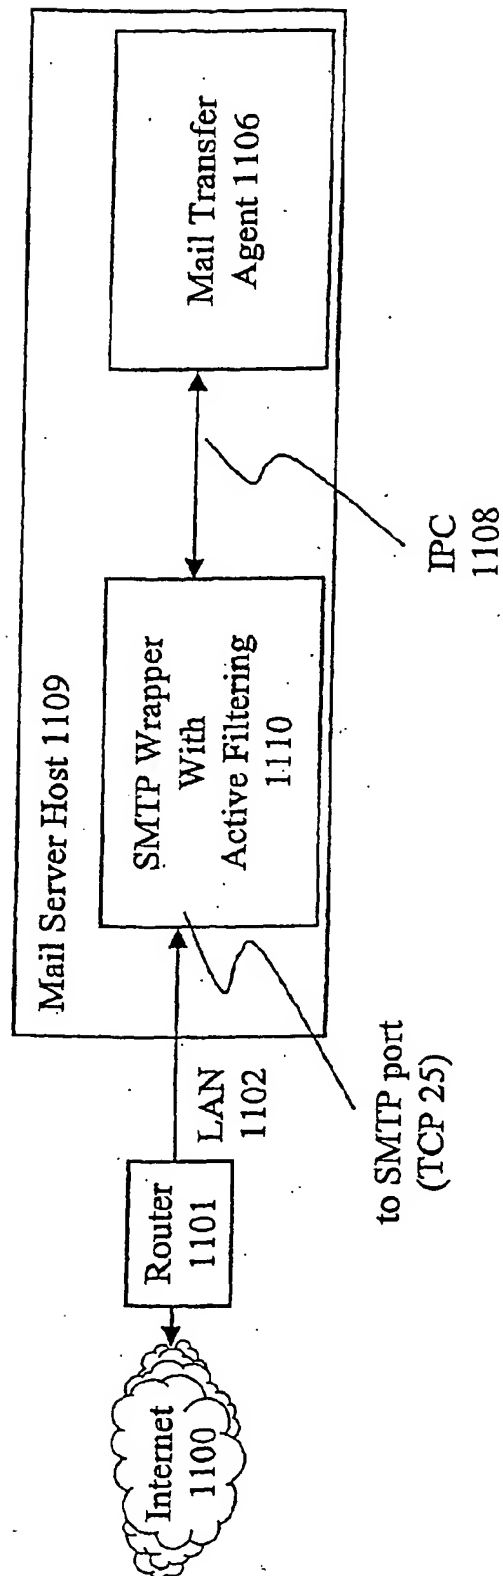 Mail Server Host 1109
Internet
1100
Router
1101
LAN
1102
to SMTP port
(TCP 25)
SMTP Wrapper
With
Active Filtering
1110
IPC
1108
Mail Transfer
Agent 1106